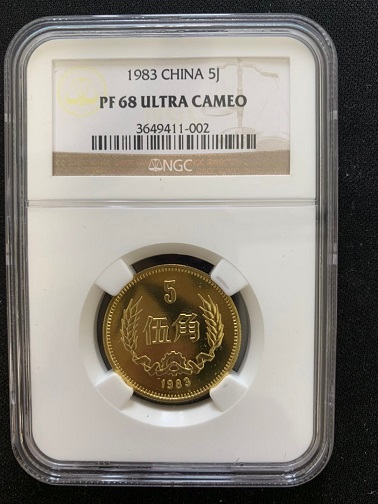 1983 CHINA 5J
PF 68 ULTRA CAMEO
3649411-002
NGC
5
伍角
1983